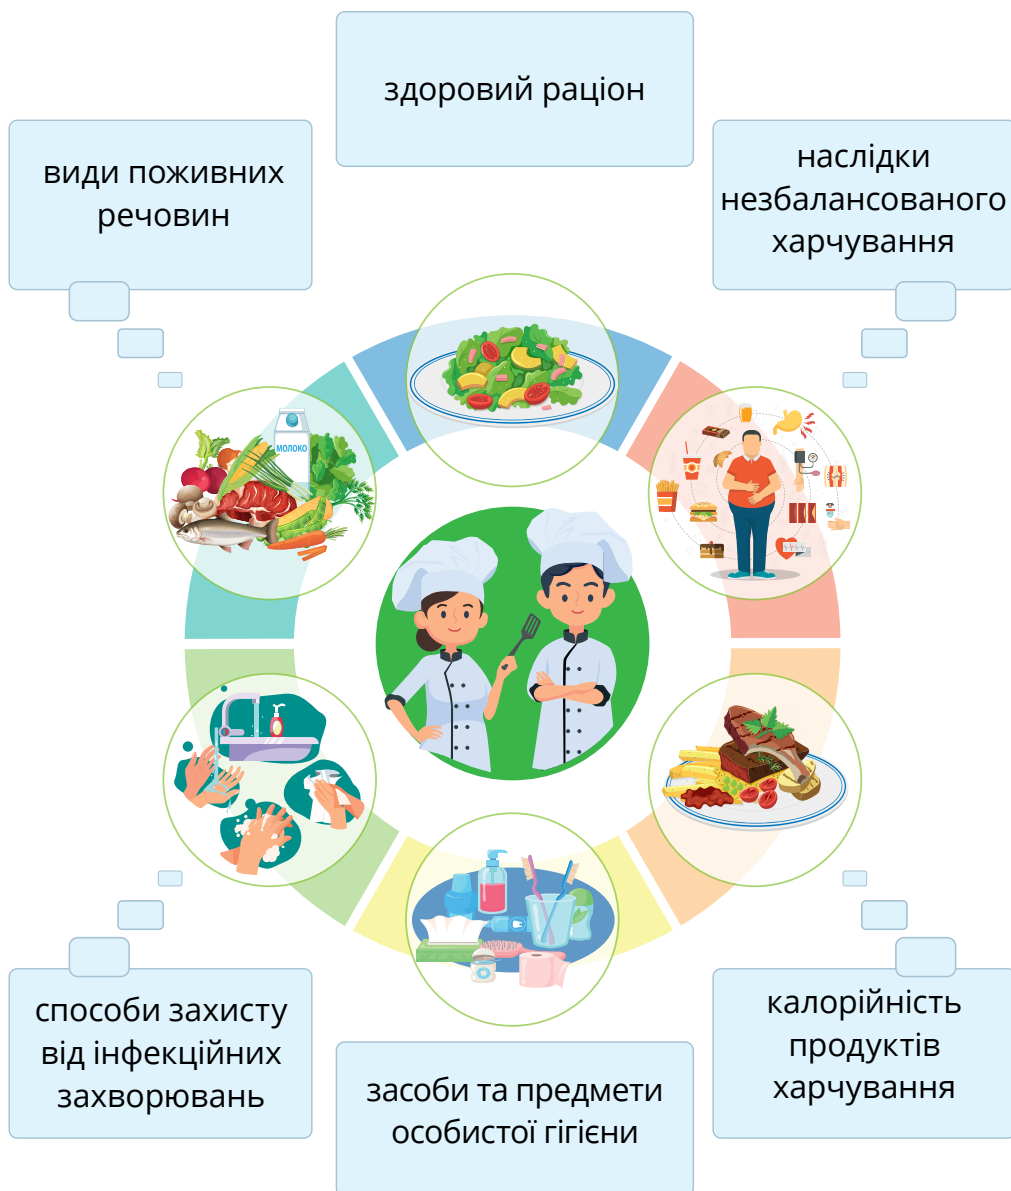 здоровий раціон
види поживних
речовин
наслідки
незбалансованого
харчування
МОЛОКО
способи захисту
від інфекційних
захворювань
засоби та предмети
особистої гігієни
калорійність
продуктів
харчування